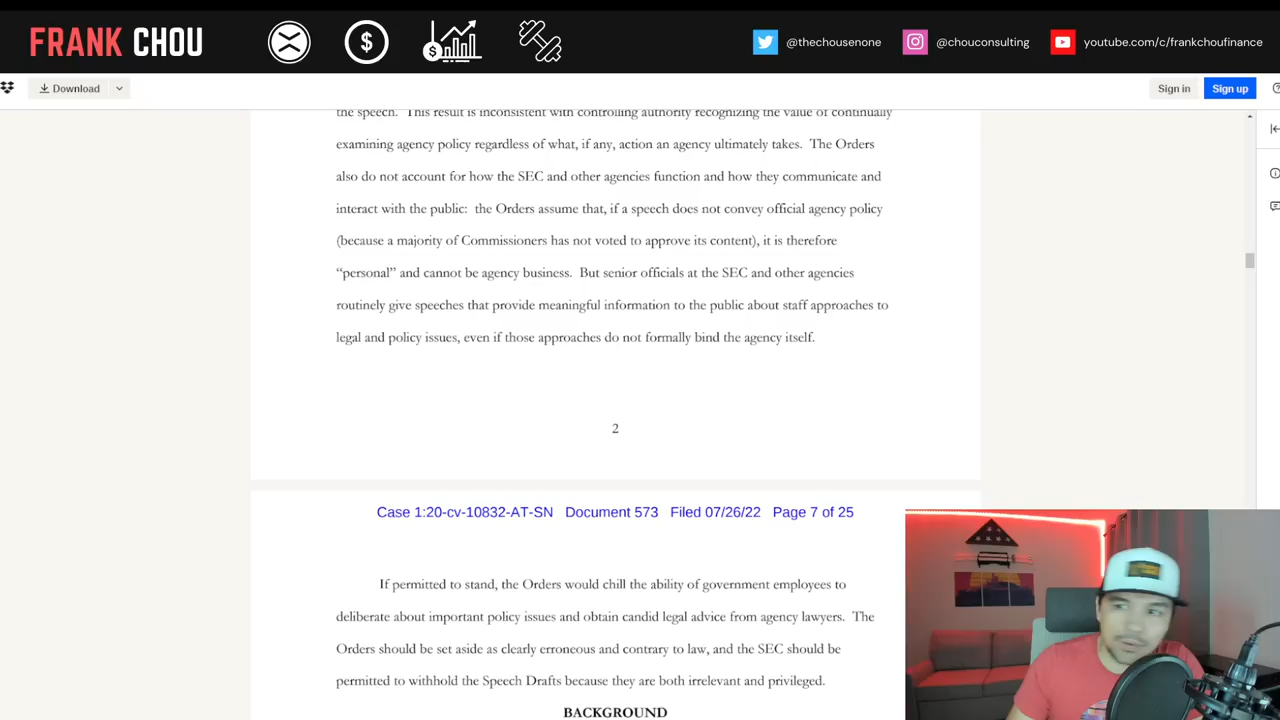 FRANK CHOU
@thechousenone
@chouconsulting
youtube.com/c/frankchoufinance
Download
Sign in
Sign up
the speech. This result is inconsistent with controlling authority recognizing the value of continually
examining agency policy regardless of what, if any, action an agency ultimately takes. The Orders
also do not account for how the SEC and other agencies function and how they communicate and
interact with the public: the Orders assume that, if a speech does not convey official agency policy
(because a majority of Commissioners has not voted to approve its content), it is therefore
“personal” and cannot be agency business. But senior officials at the SEC and other agencies
routinely give speeches that provide meaningful information to the public about staff approaches to
legal and policy issues, even if those approaches do not formally bind the agency itself.
2
Case 1:20-cv-10832-AT-SN Document 573 Filed 07/26/22 Page 7 of 25
If permitted to stand, the Orders would chill the ability of government employees to
deliberate about important policy issues and obtain candid legal advice from agency lawyers. The
Orders should be set aside as clearly erroneous and contrary to law, and the SEC should be
permitted to withhold the Speech Drafts because they are both irrelevant and privileged.
BACKGROUND